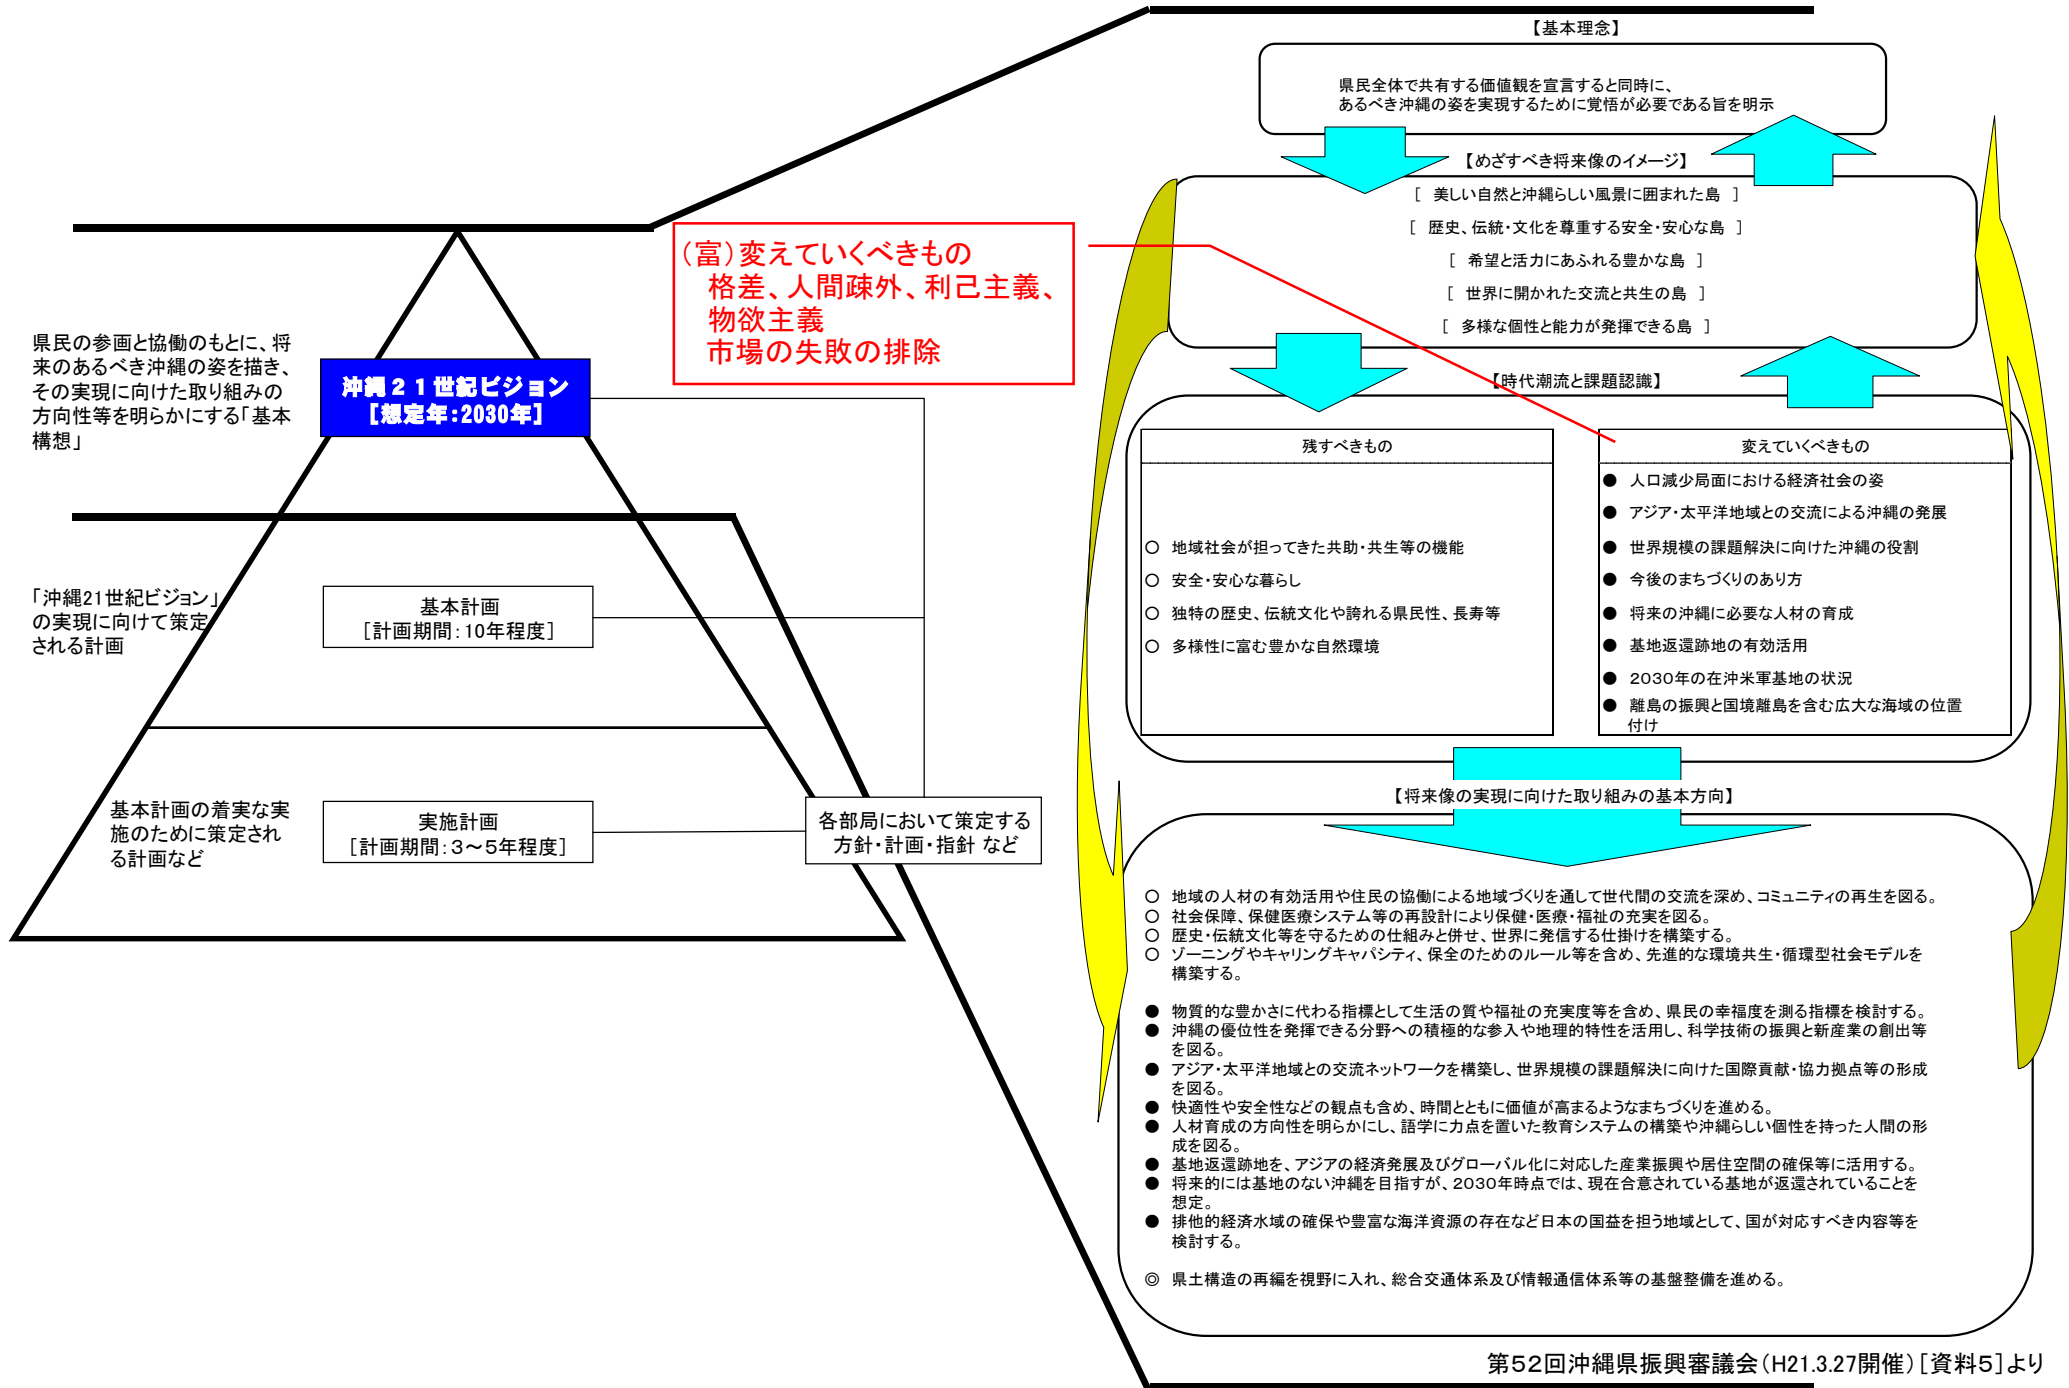 県民の参画と協働のもとに、将
来のあるべき沖縄の姿を描き、
その実現に向けた取り組みの
方向性等を明らかにする「基本
構想」
沖縄21世紀ビジョン
[想定年:2030年]
「沖縄21世紀ビジョン」
の実現に向けて策定
される計画
基本計画
[計画期間:10年程度]
基本計画の着実な実
施のために策定され
る計画など
実施計画
[計画期間:3～5年程度]
各部局において策定する
方針・計画・指針 など
(富)変えていくべきもの
格差、人間疎外、利己主義、
物欲主義
市場の失敗の排除
【基本理念】
県民全体で共有する価値観を宣言すると同時に、
あるべき沖縄の姿を実現するために覚悟が必要である旨を明示
【めざすべき将来像のイメージ】
[ 美しい自然と沖縄らしい風景に囲まれた島 ]
[ 歴史、伝統・文化を尊重する安全・安心な島 ]
[ 希望と活力にあふれる豊かな島 ]
[ 世界に開かれた交流と共生の島 ]
[ 多様な個性と能力が発揮できる島 ]
【時代潮流と課題認識】
残すべきもの
○ 地域社会が担ってきた共助・共生等の機能
○ 安全・安心な暮らし
○ 独特の歴史、伝統文化や誇れる県民性、長寿等
○ 多様性に富む豊かな自然環境
変えていくべきもの
● 人口減少局面における経済社会の姿
● アジア・太平洋地域との交流による沖縄の発展
● 世界規模の課題解決に向けた沖縄の役割
● 今後のまちづくりのあり方
● 将来の沖縄に必要な人材の育成
● 基地返還跡地の有効活用
● 2030年の在沖米軍基地の状況
● 離島の振興と国境離島を含む広大な海域の位置
付け
【将来像の実現に向けた取り組みの基本方向】
○ 地域の人材の有効活用や住民の協働による地域づくりを通して世代間の交流を深め、コミュニティの再生を図る。
○ 社会保障、保健医療システム等の再設計により保健・医療・福祉の充実を図る。
○ 歴史・伝統文化等を守るための仕組みと併せ、世界に発信する仕掛けを構築する。
○ ゾーニングやキャリングキャパシティ、保全のためのルール等を含め、先進的な環境共生・循環型社会モデルを
構築する。
● 物質的な豊かさに代わる指標として生活の質や福祉の充実度等を含め、県民の幸福度を測る指標を検討する。
● 沖縄の優位性を発揮できる分野への積極的な参入や地理的特性を活用し、科学技術の振興と新産業の創出等
を図る。
● アジア・太平洋地域との交流ネットワークを構築し、世界規模の課題解決に向けた国際貢献・協力拠点等の形成
を図る。
● 快適性や安全性などの観点も含め、時間とともに価値が高まるようなまちづくりを進める。
● 人材育成の方向性を明らかにし、語学に力点を置いた教育システムの構築や沖縄らしい個性を持った人間の形
成を図る。
● 基地返還跡地を、アジアの経済発展及びグローバル化に対応した産業振興や居住空間の確保等に活用する。
● 将来的には基地のない沖縄を目指すが、2030年時点では、現在合意されている基地が返還されていることを
想定。
● 排他的経済水域の確保や豊富な海洋資源の存在など日本の国益を担う地域として、国が対応すべき内容等を
検討する。
◎ 県土構造の再編を視野に入れ、総合交通体系及び情報通信体系等の基盤整備を進める。
第52回沖縄県振興審議会(H21.3.27開催)[資料5]より